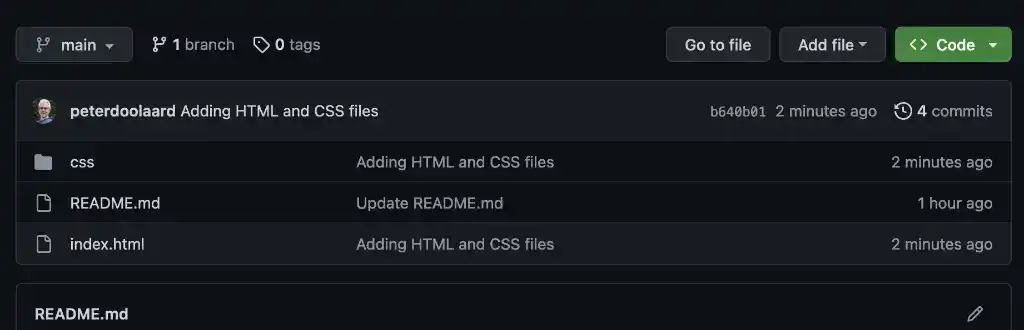 main 1 branch 0 tags Go to file Add file Code
peterdoolaard Adding HTML and CSS files b640b01 2 minutes ago 4 commits
css Adding HTML and CSS files 2 minutes ago
README.md Update README.md 1 hour ago
index.html Adding HTML and CSS files 2 minutes ago
README.md